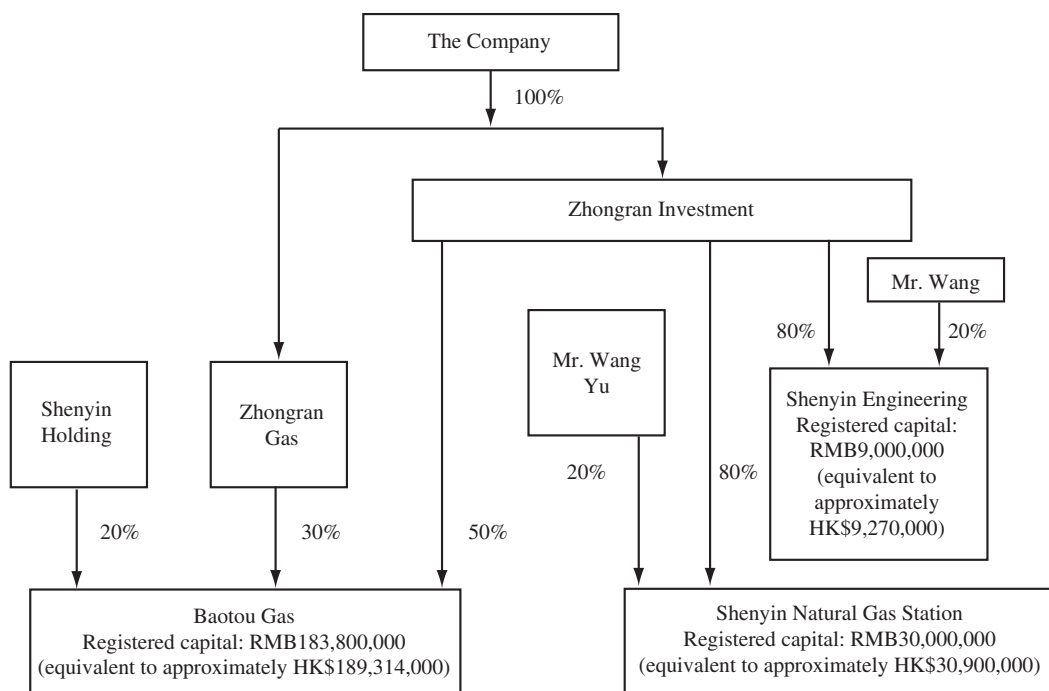 The Company
100%
Zhongran Investment
Mr. Wang
80%
20%
Mr. Wang
Yu
Shenyin
Holding
Zhongran
Gas
Shenyin Engineering
Registered capital:
RMB9,000,000
(equivalent to
approximately
HK$9,270,000)
20%
80%
20%
30%
50%
Baotou Gas
Registered capital: RMB183,800,000
(equivalent to approximately HK$189,314,000)
Shenyin Natural Gas Station
Registered capital: RMB30,000,000
(equivalent to approximately HK$30,900,000)